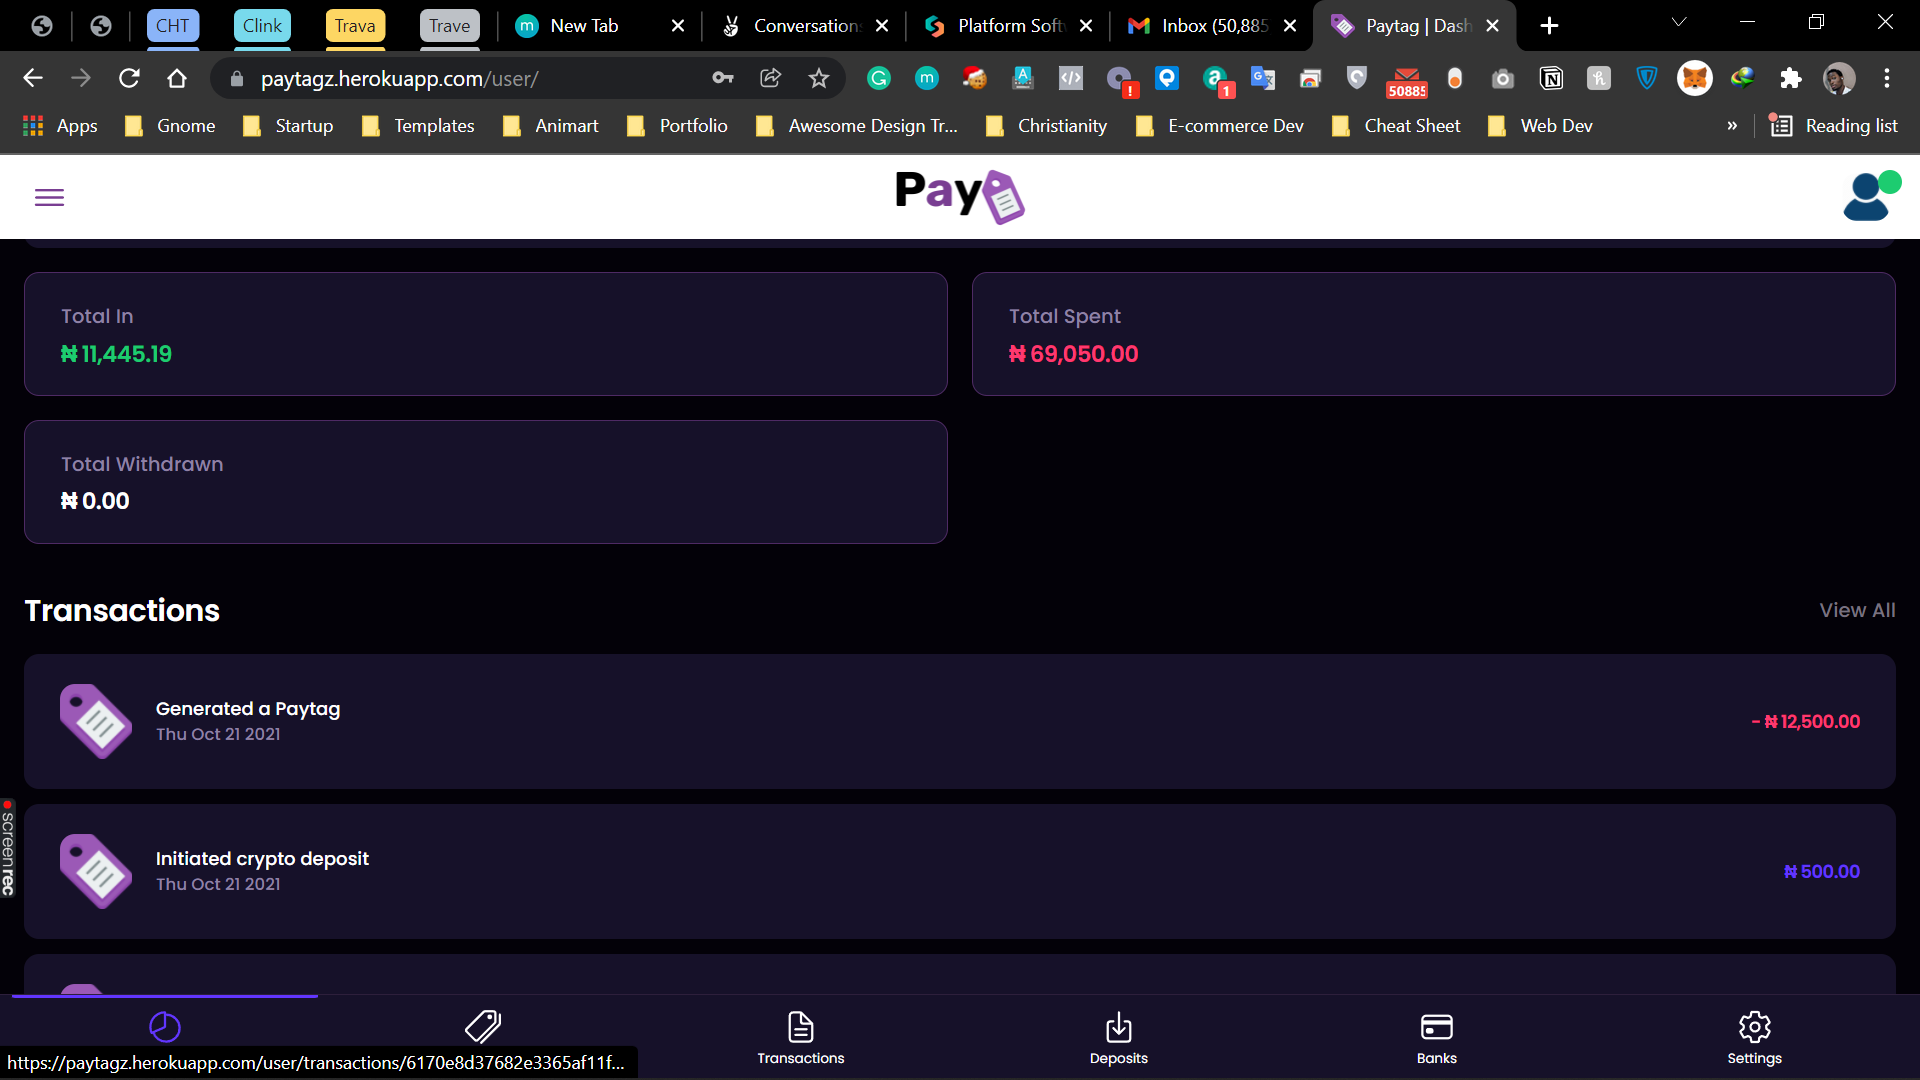 CHT
Clink
Trava
Trave
New Tab
Conversations
Platform Soft
Inbox (50,885
Paytag | Dash
paytagz.herokuapp.com/user/
50885
1
Apps
Gnome
Startup
Templates
Animart
Portfolio
Awesome Design Tr...
Christianity
E-commerce Dev
Cheat Sheet
Web Dev
»
Reading list
Pay
Total In
₦ 11,445.19
Total Spent
₦ 69,050.00
Total Withdrawn
₦ 0.00
Transactions
View All
Generated a Paytag
Thu Oct 21 2021
- ₦ 12,500.00
Initiated crypto deposit
Thu Oct 21 2021
₦ 500.00
screenrec
Transactions
Deposits
Banks
Settings
https://paytagz.herokuapp.com/user/transactions/6170e8d37682e3365af11f...